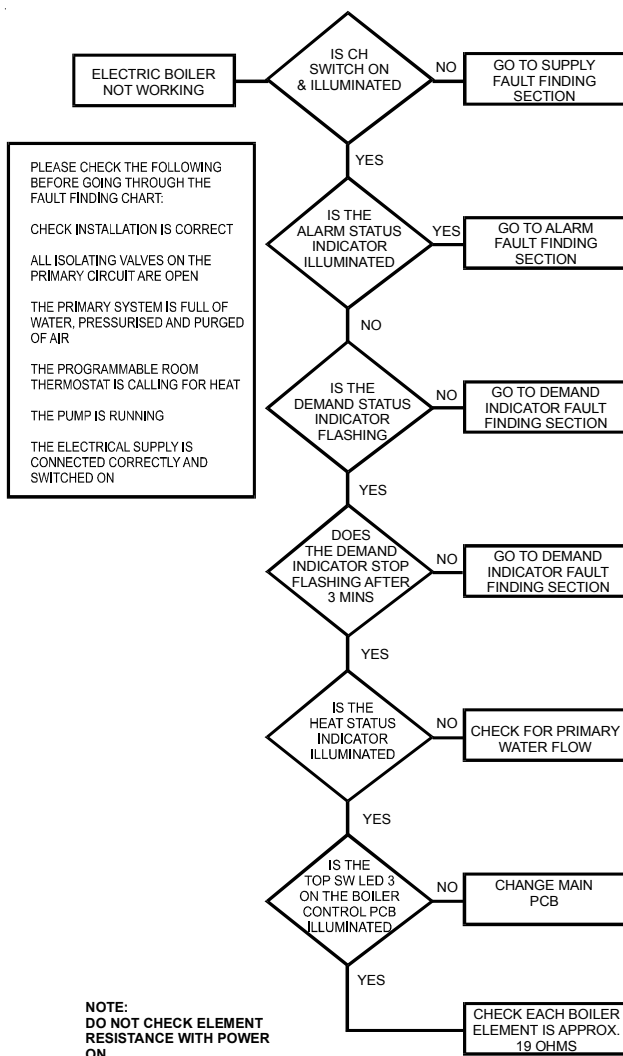 ELECTRIC BOILER
NOT WORKING
IS CH
SWITCH ON
& ILLUMINATED
NO
GO TO SUPPLY
FAULT FINDING
SECTION
YES
PLEASE CHECK THE FOLLOWING
BEFORE GOING THROUGH THE
FAULT FINDING CHART:
CHECK INSTALLATION IS CORRECT
ALL ISOLATING VALVES ON THE
PRIMARY CIRCUIT ARE OPEN
THE PRIMARY SYSTEM IS FULL OF
WATER, PRESSURISED AND PURGED
OF AIR
THE PROGRAMMABLE ROOM
THERMOSTAT IS CALLING FOR HEAT
THE PUMP IS RUNNING
THE ELECTRICAL SUPPLY IS
CONNECTED CORRECTLY AND
SWITCHED ON
IS THE
ALARM STATUS
INDICATOR
ILLUMINATED
YES
GO TO ALARM
FAULT FINDING
SECTION
NO
IS THE
DEMAND STATUS
INDICATOR
FLASHING
NO
GO TO DEMAND
INDICATOR FAULT
FINDING SECTION
YES
DOES
THE DEMAND
INDICATOR STOP
FLASHING AFTER
3 MINS
NO
GO TO DEMAND
INDICATOR FAULT
FINDING SECTION
YES
IS THE
HEAT STATUS
INDICATOR
ILLUMINATED
NO
CHECK FOR PRIMARY
WATER FLOW
YES
IS THE
TOP SW LED 3
ON THE BOILER
CONTROL PCB
ILLUMINATED
NO
CHANGE MAIN
PCB
YES
CHECK EACH BOILER
ELEMENT IS APPROX.
19 OHMS
NOTE:
DO NOT CHECK ELEMENT
RESISTANCE WITH POWER
ON